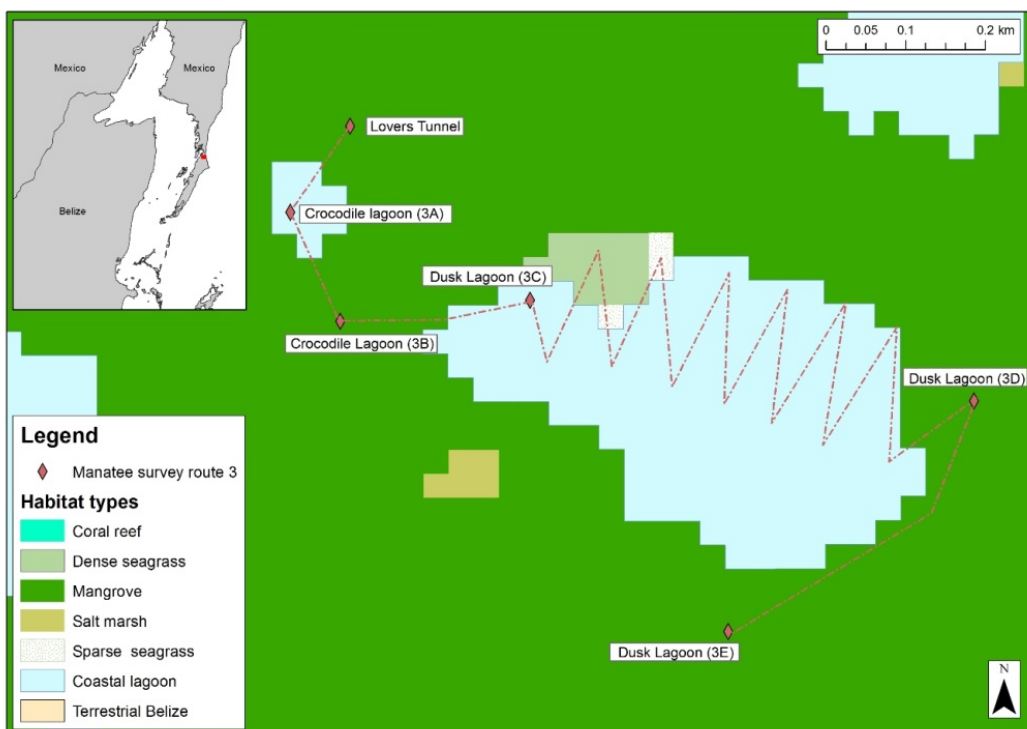 Mexico
Mexico
Belize
0 0.05 0.1 0.2 km
Lovers Tunnel
Crocodile lagoon (3A)
Dusk Lagoon (3C)
Crocodile Lagoon (3B)
Dusk Lagoon (3D)
Dusk Lagoon (3E)
Legend
Manatee survey route 3
Habitat types
Coral reef
Dense seagrass
Mangrove
Salt marsh
Sparse seagrass
Coastal lagoon
Terrestrial Belize
N